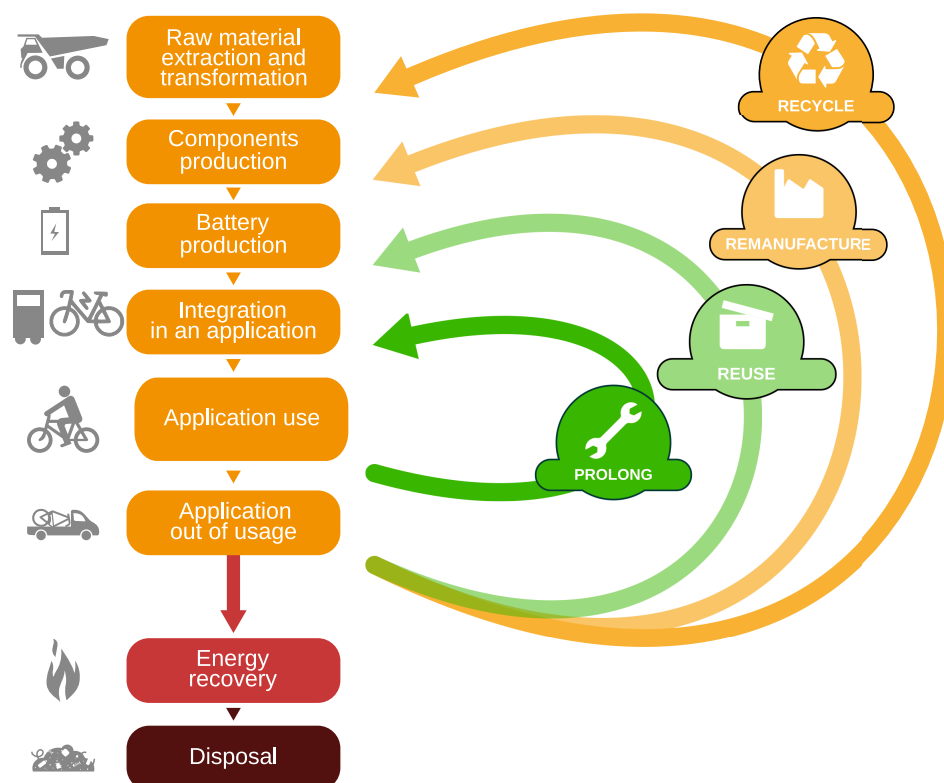 Raw material
extraction and
transformation
RECYCLE
Components
production
REMANUFACTURE
Battery
production
Integration
in an application
REUSE
Application use
PROLONG
Application
out of usage
Energy
recovery
Disposal